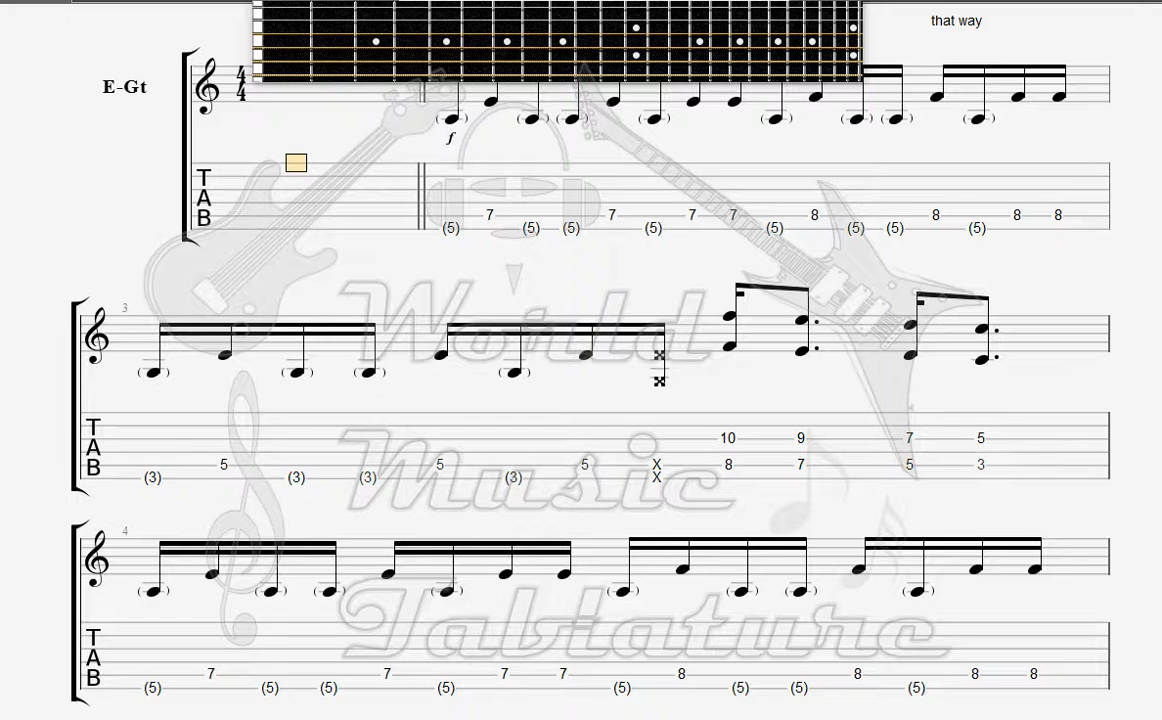 that way
E-Gt
4
4
f
T
A
B
(5) 7 (5) (5) 7 (5) 7 7 (5) 8 (5) (5) 8 (5) 8 8
3
World
T
A
B
10 9 7 5
5 5 5 X 8 7 5 3
(3) (3) (3) (3) X
Music
4
Tablature
T
A
B
7 7 7 7 8 8 8 8
(5) (5) (5) (5) (5) (5) (5) (5)